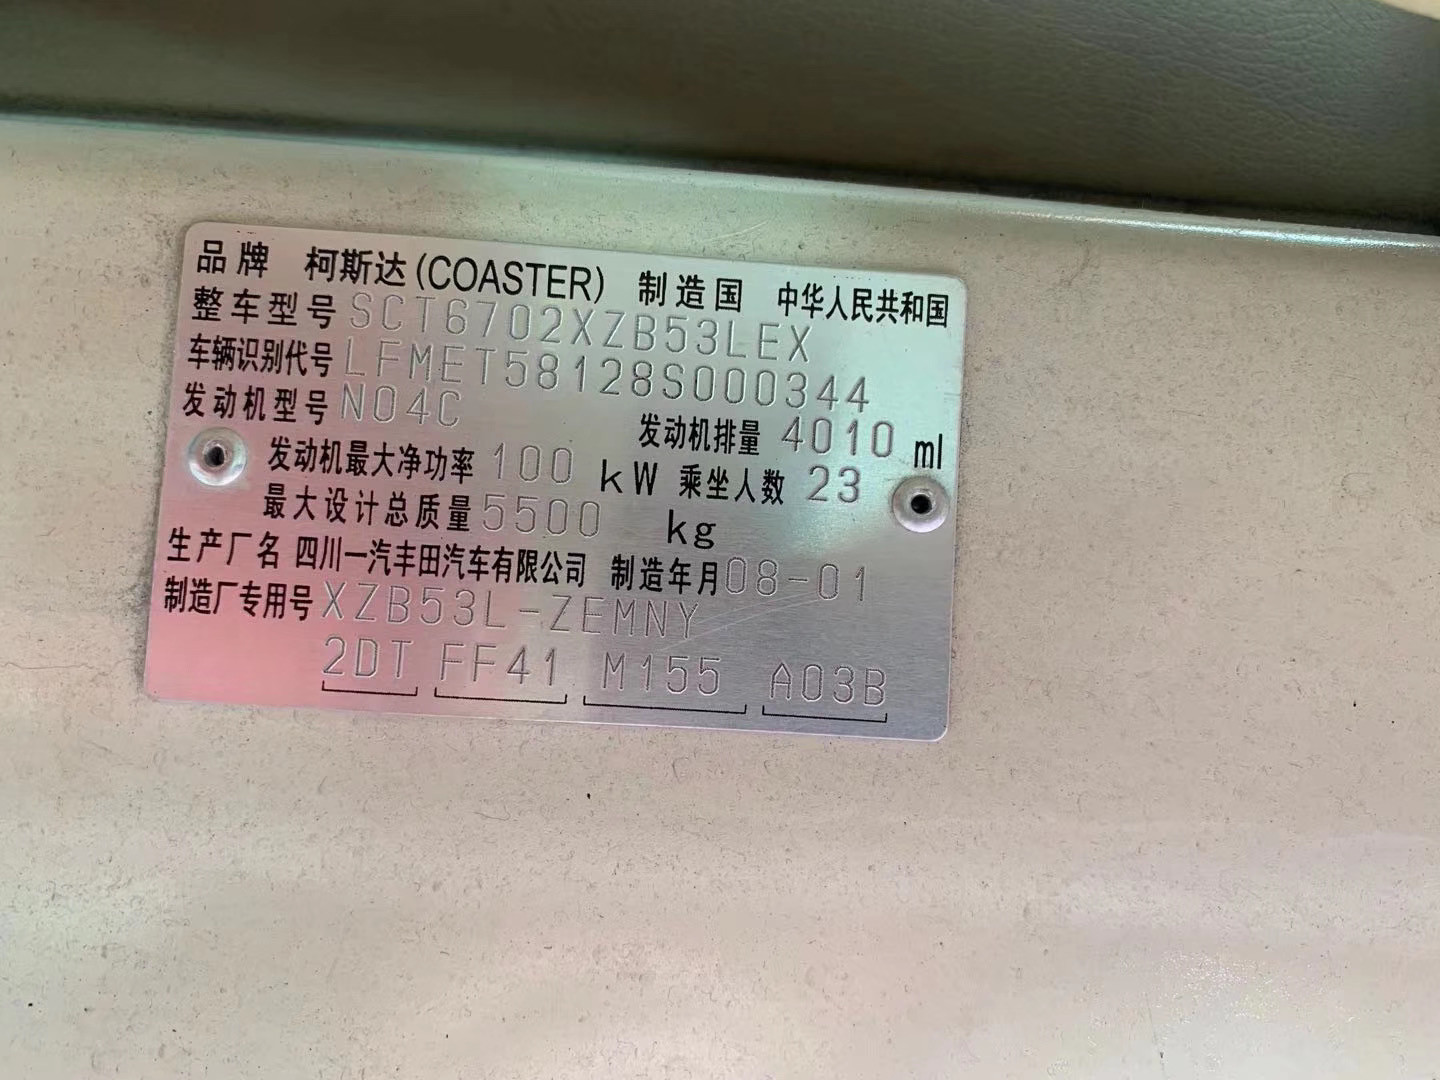 品牌 柯斯达(COASTER) 制造国 中华人民共和国
整车型号 SCT6702XZB53LEX
车辆识别代号 LFMET58128S000344
发动机型号 N04C 发动机排量 4010 ml
发动机最大净功率 100 kW 乘坐人数 23
最大设计总质量 5500 kg
生产厂名 四川一汽丰田汽车有限公司 制造年月 08-01
制造厂专用号 XZB53L-ZEMNY
2DT FF41 M155 A03B